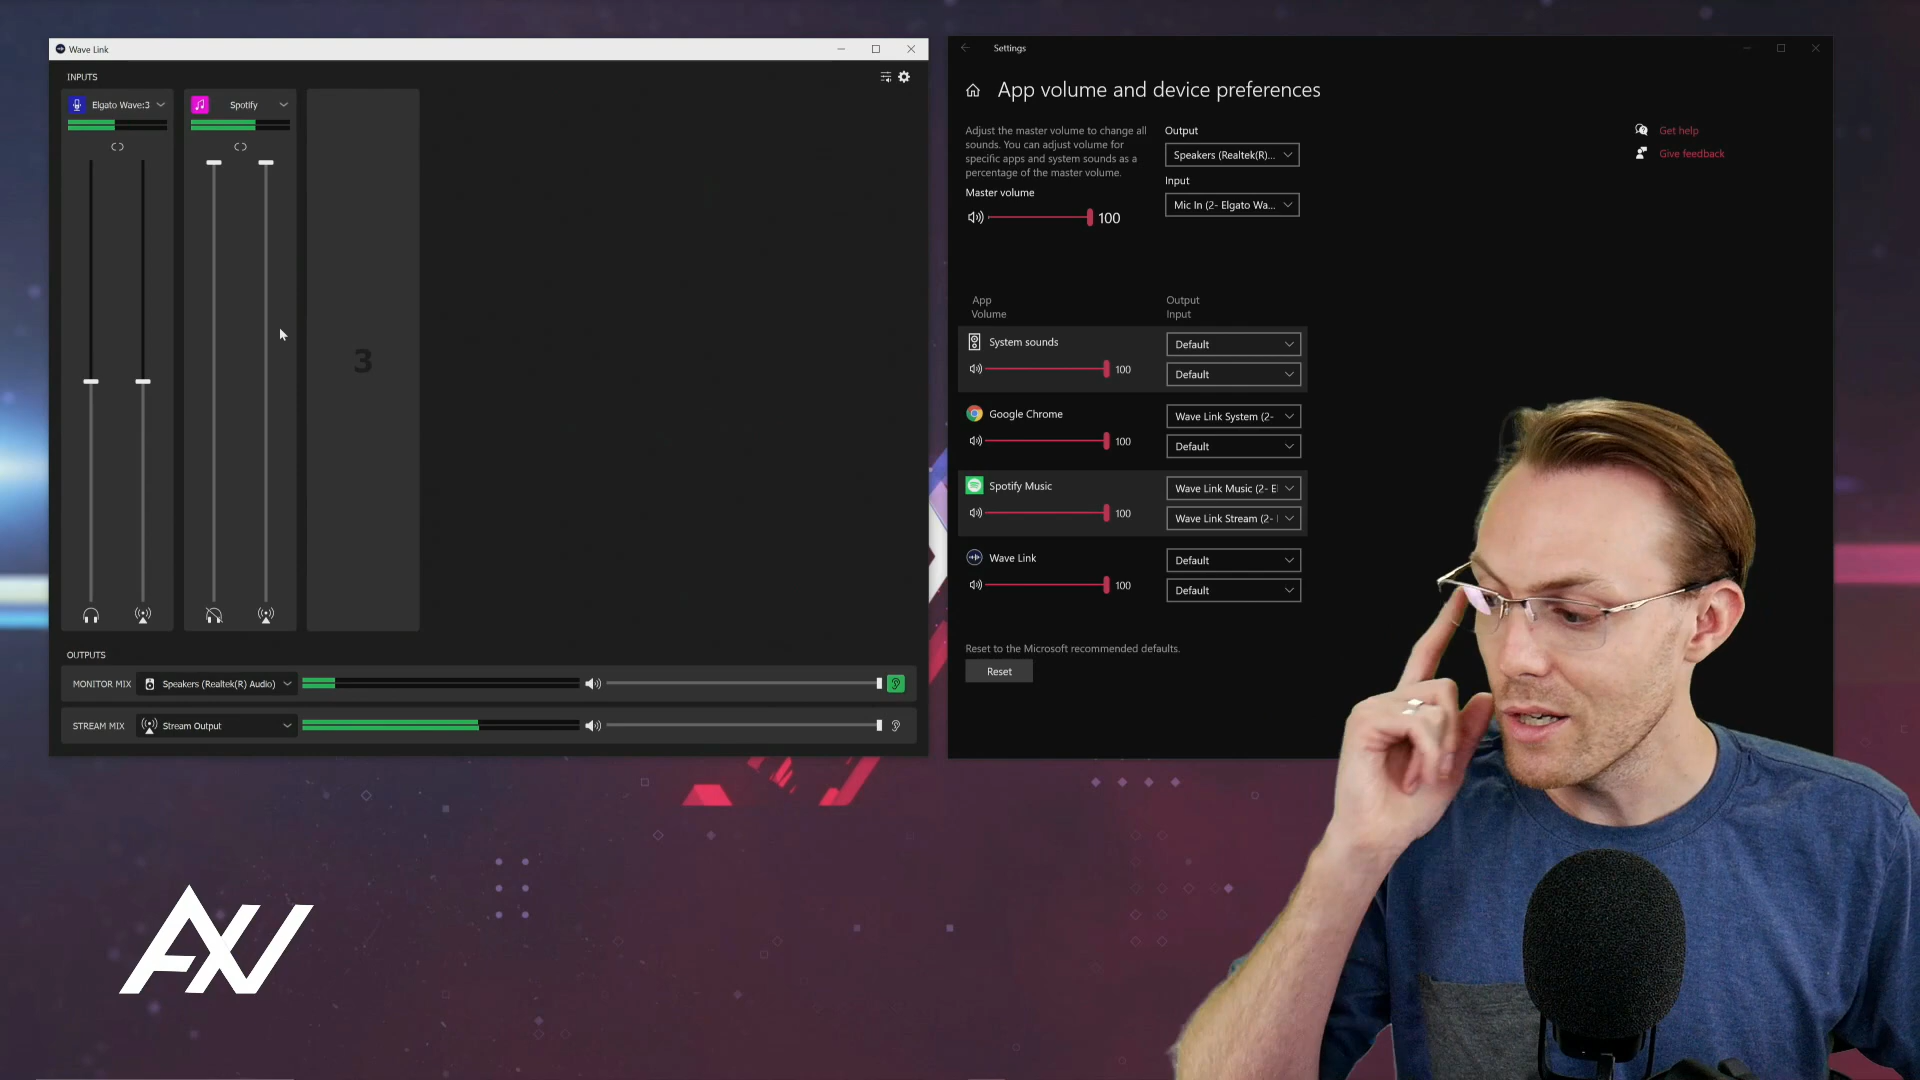 Wave Link
INPUTS
Elgato Wave:3
Spotify
3
OUTPUTS
MONITOR MIX
Speakers (Realtek(R) Audio)
STREAM MIX
Stream Output
Settings
App volume and device preferences
Adjust the master volume to change all
sounds. You can adjust volume for
specific apps and system sounds as a
percentage of the master volume.
Master volume
100
Output
Speakers (Realtek(R)...
Input
Mic In (2- Elgato Wa...
Get help
Give feedback
App
Volume
Output
Input
System sounds
100
Default
Default
Google Chrome
100
Wave Link System (2-
Default
Spotify Music
100
Wave Link Music (2- E
Wave Link Stream (2-
Wave Link
100
Default
Default
Reset to the Microsoft recommended defaults.
Reset